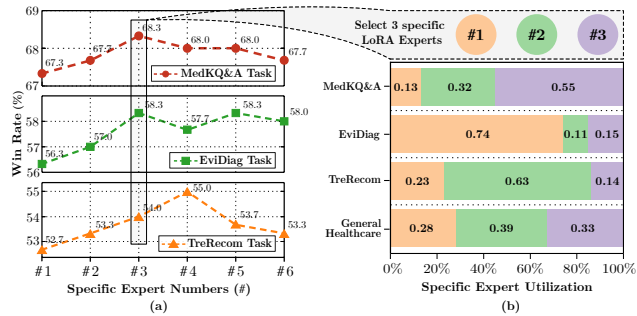 (a)
Win Rate (%)
69
68
67
67.3
67.7
68.3
68.0
68.0
67.7
MedKQ&A Task
58
57
56
56.3
57.0
58.3
57.7
58.3
58.0
EviDiag Task
55
54
53
52.7
53.3
54.0
55.0
53.7
53.3
TreRecom Task
#1 #2 #3 #4 #5 #6
Specific Expert Numbers (#)
(a)
Select 3 specific
LoRA Experts
#1 #2 #3
MedKQ&A 0.13 0.32 0.55
EviDiag 0.74 0.11 0.15
TreRecom 0.23 0.63 0.14
General
Healthcare 0.28 0.39 0.33
0% 20% 40% 60% 80% 100%
Specific Expert Utilization
(b)